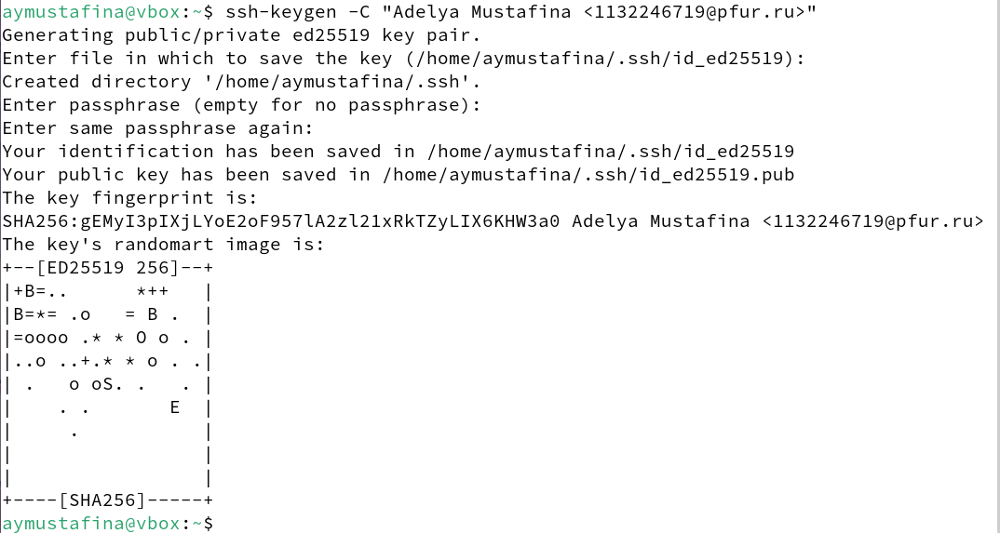 aymustafina@vbox:~$ ssh-keygen -C "Adelya Mustafina <1132246719@pfur.ru>"
Generating public/private ed25519 key pair.
Enter file in which to save the key (/home/aymustafina/.ssh/id_ed25519):
Created directory '/home/aymustafina/.ssh'.
Enter passphrase (empty for no passphrase):
Enter same passphrase again:
Your identification has been saved in /home/aymustafina/.ssh/id_ed25519
Your public key has been saved in /home/aymustafina/.ssh/id_ed25519.pub
The key fingerprint is:
SHA256:gEMyI3pIXjLYoE2oF957lA2zl21xRkTZyLIX6KHW3a0 Adelya Mustafina <1132246719@pfur.ru>
The key's randomart image is:
+--[ED25519 256]--+
|+B=..      *++   |
|B=*= .o   = B .  |
|=oooo .* * O o . |
|..o ..+.* * o . .|
| .   o oS. .   . |
|    . .       E  |
|     .           |
|                 |
|                 |
+----[SHA256]-----+
aymustafina@vbox:~$